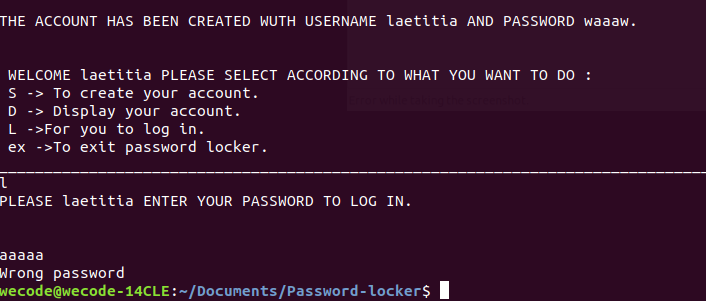 THE ACCOUNT HAS BEEN CREATED WUTH USERNAME laetitia AND PASSWORD waaaw.
WELCOME laetitia PLEASE SELECT ACCORDING TO WHAT YOU WANT TO DO :
S -> To create your account.
D -> Display your account.
L ->For you to log in.
ex ->To exit password locker.
l
PLEASE laetitia ENTER YOUR PASSWORD TO LOG IN.
aaaaa
Wrong password
wecode@wecode-14CLE:~/Documents/Password-locker$